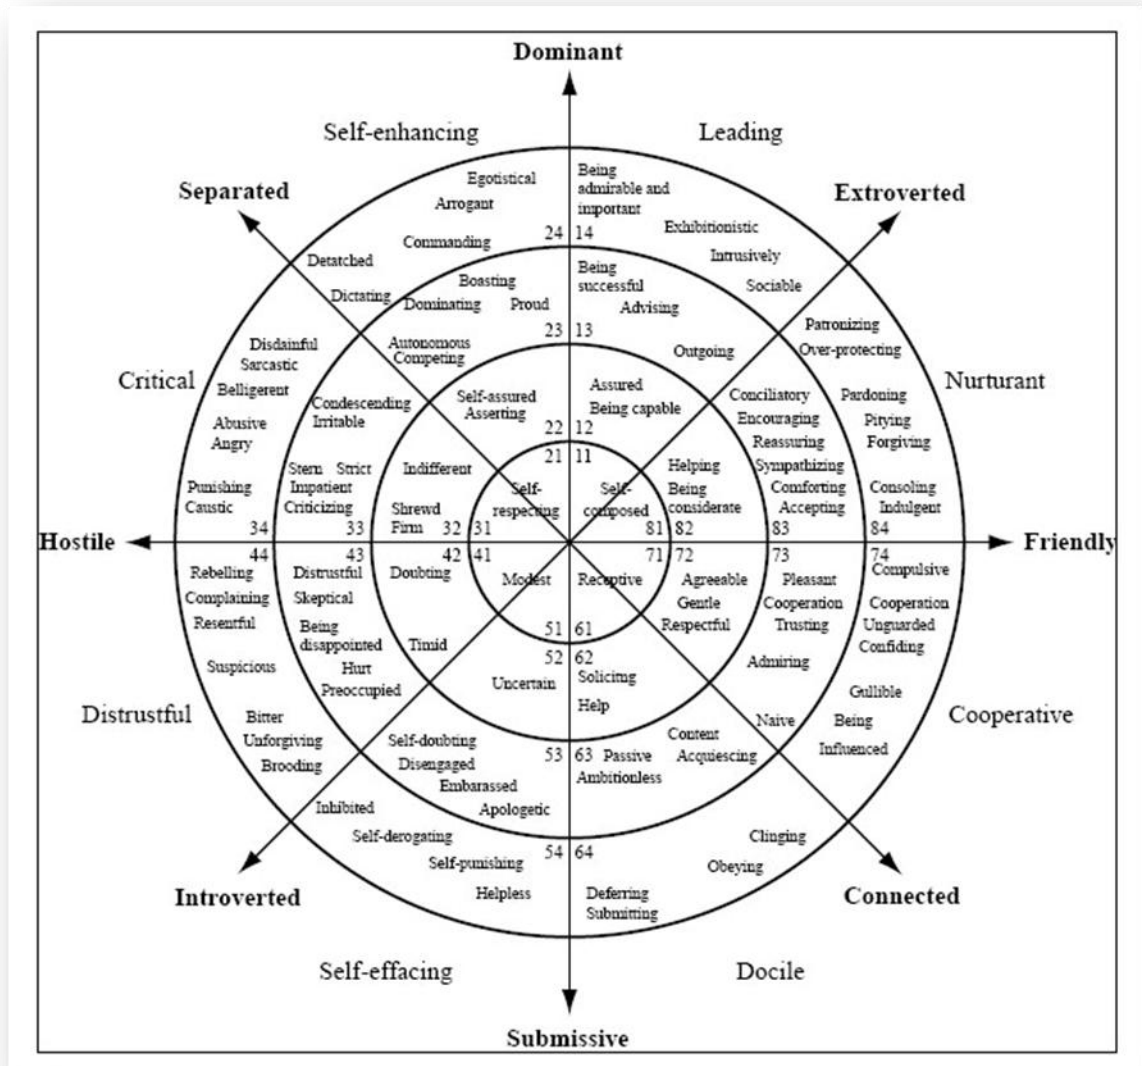 Dominant
Self-enhancing
Leading
Separated
Extroverted
Egotistical
Arrogant
Commanding
24
14
Being
admirable and
important
Exhibitionistic
Intrusively
Sociable
Detatched
Dictating
Boasting
Dominating
Proud
23
13
Being
successful
Advising
Outgoing
Autonomous
Competing
Patronizing
Over-protecting
Disdainful
Sarcastic
Belligerent
Abusive
Angry
Punishing
Caustic
34
Critical
Nurturant
Condescending
Irritable
Stern Strict
Impatient
Criticizing
33
Self-assured
Asserting
22
12
Assured
Being capable
Conciliatory
Encouraging
Reassuring
Sympathizing
Comforting
Accepting
83
Pardoning
Pitying
Forgiving
Consoling
Indulgent
84
Indifferent
Shrewd
Firm
32
21
11
Self-
respecting
31
Self-
composed
81
Helping
Being
considerate
82
Hostile
Friendly
44
Rebelling
Complaining
Resentful
Suspicious
Bitter
Unforgiving
Brooding
43
Distrustful
Skeptical
Being
disappointed
Hurt
Preoccupied
42
Doubting
Timid
41
Modest
51
61
Receptive
71
72
Agreeable
Gentle
Respectful
73
Pleasant
Cooperation
Trusting
Admiring
Naive
74
Compulsive
Cooperation
Unguarded
Confiding
Gullible
Being
Influenced
Distrustful
Cooperative
52
62
Uncertain
Solicitng
Help
Self-doubting
Disengaged
Embarassed
Apologetic
53
63
Passive
Ambitionless
Content
Acquiescing
Inhibited
Self-derogating
Self-punishing
Helpless
54
64
Clinging
Obeying
Deferring
Submitting
Introverted
Connected
Self-effacing
Docile
Submissive